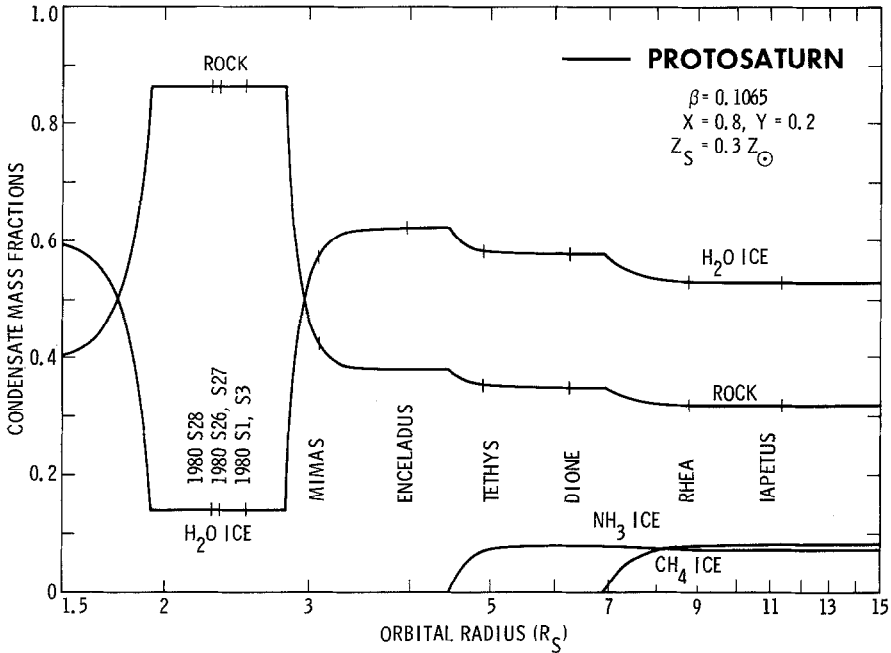 CONDENSATE MASS FRACTIONS
1.0
0.8
0.6
0.4
0.2
0
ROCK
PROTOSATURN
β = 0.1065
X = 0.8, Y = 0.2
Z_S = 0.3 Z_⊙
H₂O ICE
ROCK
1980 S28
1980 S26, S27
1980 S1, S3
MIMAS
ENCELADUS
TETHYS
DIONE
RHEA
IAPETUS
H₂O ICE
NH₃ ICE
CH₄ ICE
1.5 2 3 5 7 9 11 13 15
ORBITAL RADIUS (R_S)